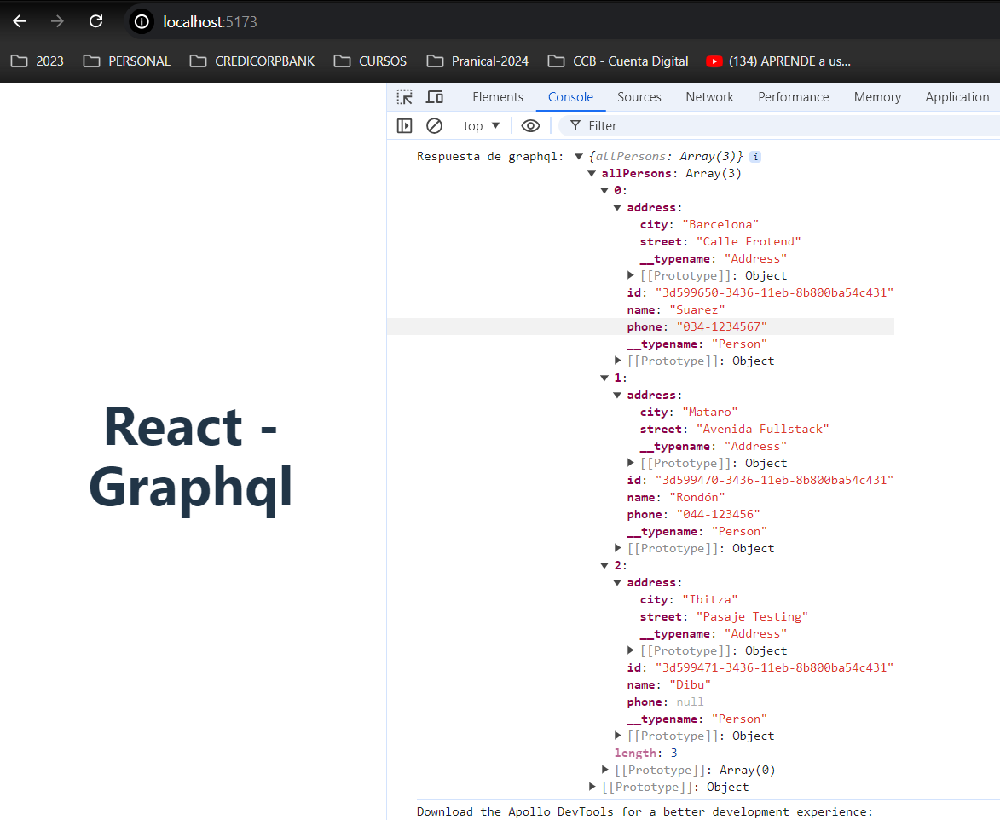 localhost:5173
2023 PERSONAL CREDICORPBANK CURSOS Pranical-2024 CCB - Cuenta Digital (134) APRENDE a us...
Elements Console Sources Network Performance Memory Application
top Filter
React -
Graphql
Respuesta de graphql: {allPersons: Array(3)} i
allPersons: Array(3)
0:
address:
city: "Barcelona"
street: "Calle Frotend"
__typename: "Address"
[[Prototype]]: Object
id: "3d599650-3436-11eb-8b800ba54c431"
name: "Suarez"
phone: "034-1234567"
__typename: "Person"
[[Prototype]]: Object
1:
address:
city: "Mataro"
street: "Avenida Fullstack"
__typename: "Address"
[[Prototype]]: Object
id: "3d599470-3436-11eb-8b800ba54c431"
name: "Rondón"
phone: "044-123456"
__typename: "Person"
[[Prototype]]: Object
2:
address:
city: "Ibitza"
street: "Pasaje Testing"
__typename: "Address"
[[Prototype]]: Object
id: "3d599471-3436-11eb-8b800ba54c431"
name: "Dibu"
phone: null
__typename: "Person"
[[Prototype]]: Object
length: 3
[[Prototype]]: Array(0)
[[Prototype]]: Object
Download the Apollo DevTools for a better development experience: